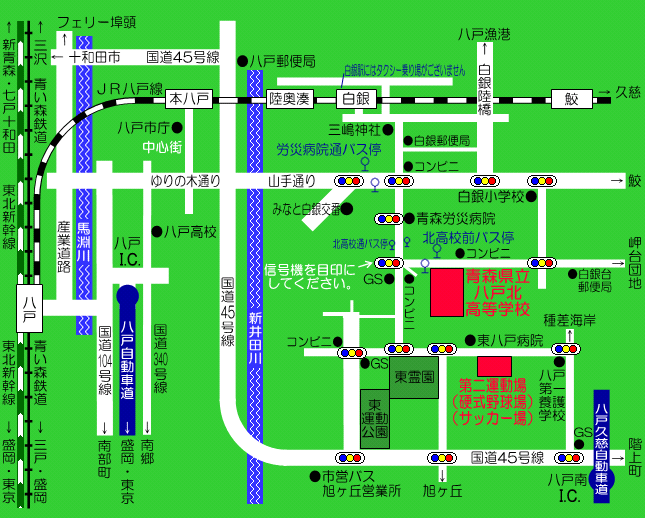 フェリー埠頭
↑
三沢
↑
新青森・七戸十和田
↑
←十和田市
国道45号線
八戸郵便局
八戸漁港
↑
白銀駅にはタクシー乗り場がございません
青い森鉄道
JR八戸線
本八戸
陸奥湊
白銀
白銀陸橋
鮫
→久慈
八戸市庁
中心街
三嶋神社
白銀郵便局
労災病院通バス停
コンビニ
ゆりの木通り
山手通り
→鮫
白銀小学校
東北新幹線
産業道路
馬淵川
八戸
I.C.
八戸高校
みなと白銀交番
青森労災病院
北高校通バス停
北高校前バス停
コンビニ
信号機を目印に
してください。
GS
コンビニ
青森県立
八戸北
高等学校
白銀台
郵便局
→
岬台団地
八戸
国道45号線
新井田川
種差海岸
↑
東北新幹線
青い森鉄道
国道104号線
八戸自動車道
国道340号線
コンビニ
GS
東八戸病院
東霊園
東
運動
公園
第二運動場
(硬式野球場)
(サッカー場)
八戸
第一
養護
学校
八戸久慈自動車道
GS
↓
盛岡・東京
↓
三戸・盛岡
↓
南部町
↓
盛岡・東京
↓
南郷
国道45号線
→
階上町
市営バス
旭ヶ丘営業所
↓
旭ヶ丘
八戸南
I.C.